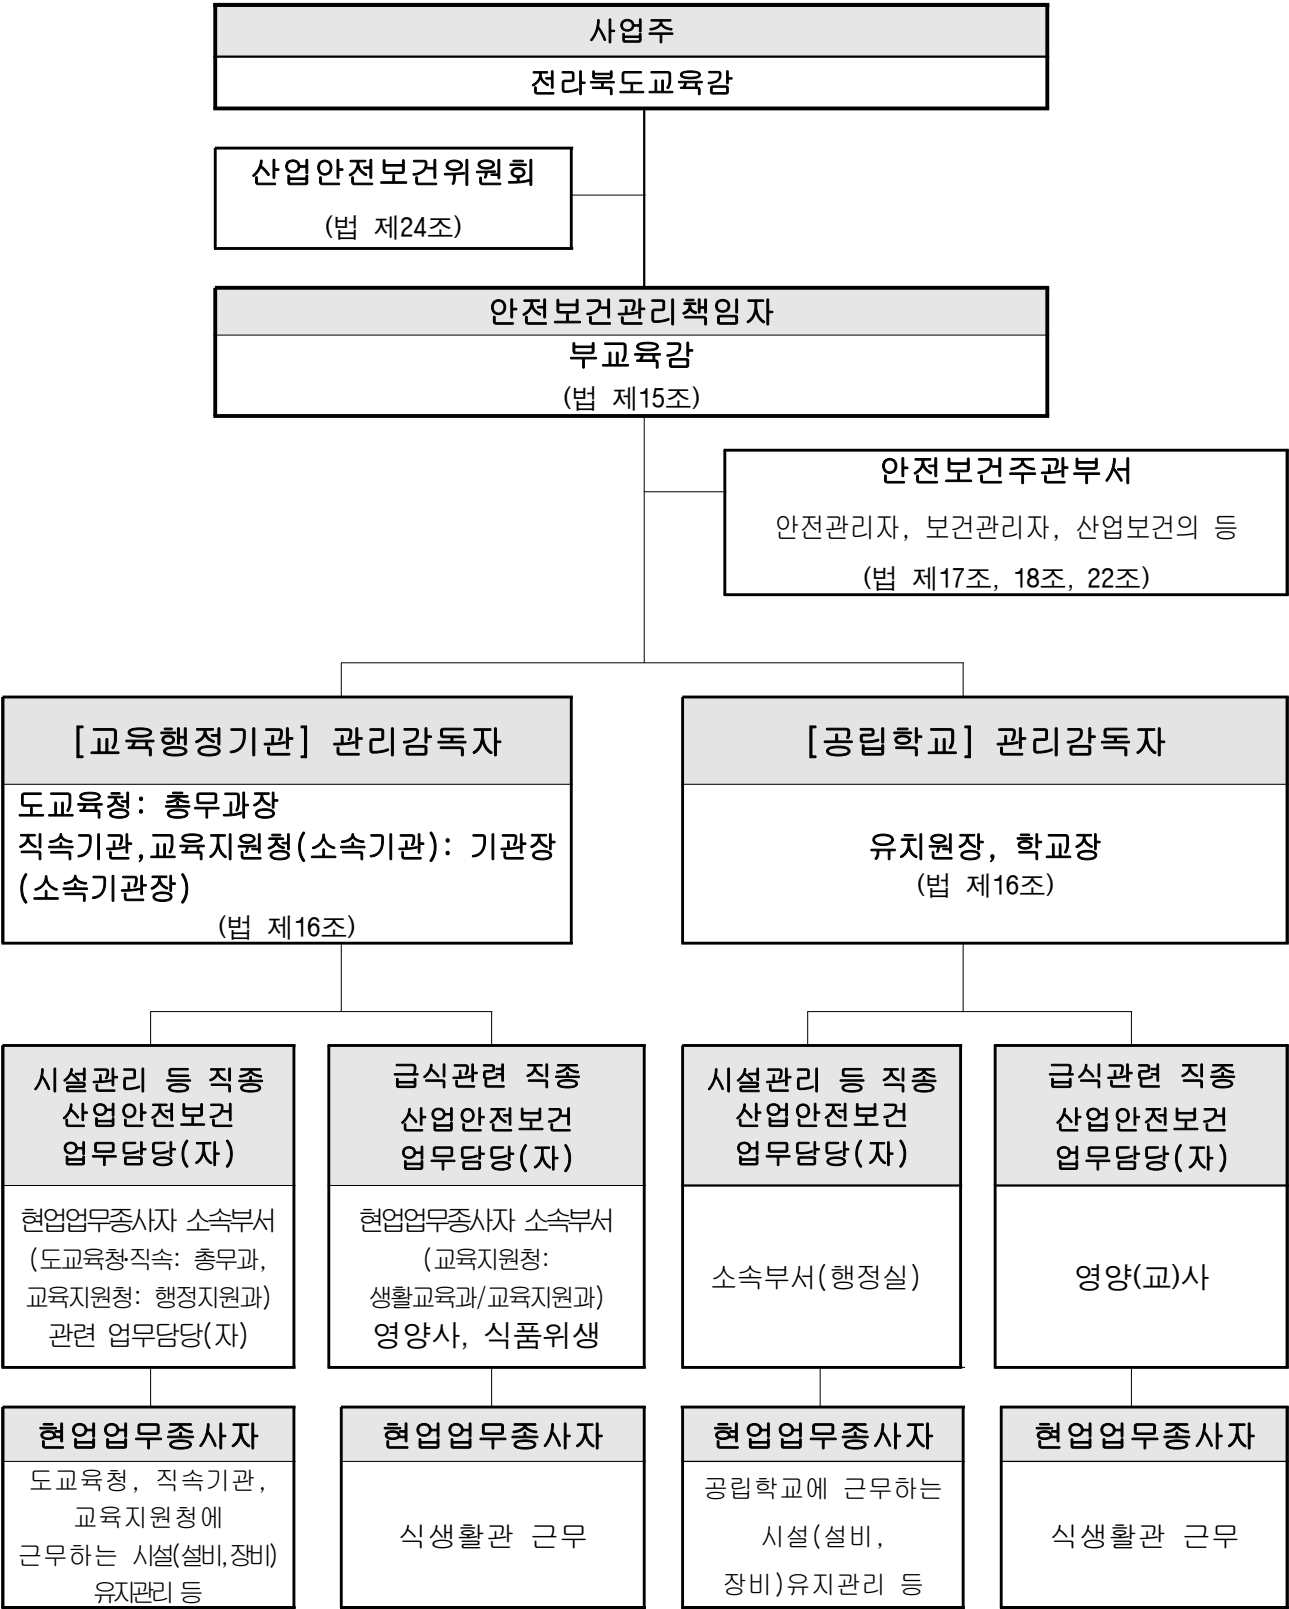 사업주
전라북도교육감
산업안전보건위원회
(법 제24조)
안전보건관리책임자
부교육감
(법 제15조)
안전보건주관부서
안전관리자, 보건관리자, 산업보건의 등
(법 제17조, 18조, 22조)
[교육행정기관] 관리감독자
도교육청: 총무과장
직속기관,교육지원청(소속기관): 기관장
(소속기관장)
(법 제16조)
[공립학교] 관리감독자
유치원장, 학교장
(법 제16조)
시설관리 등 직종
산업안전보건
업무담당(자)
현업업무종사자 소속부서
(도교육청·직속: 총무과,
교육지원청: 행정지원과)
관련 업무담당(자)
급식관련 직종
산업안전보건
업무담당(자)
현업업무종사자 소속부서
(교육지원청:
생활교육과/교육지원과)
영양사, 식품위생
시설관리 등 직종
산업안전보건
업무담당(자)
소속부서(행정실)
급식관련 직종
산업안전보건
업무담당(자)
영양(교)사
현업업무종사자
도교육청, 직속기관,
교육지원청에
근무하는 시설(설비,장비)
유지관리 등
현업업무종사자
식생활관 근무
현업업무종사자
공립학교에 근무하는
시설(설비,
장비)유지관리 등
현업업무종사자
식생활관 근무